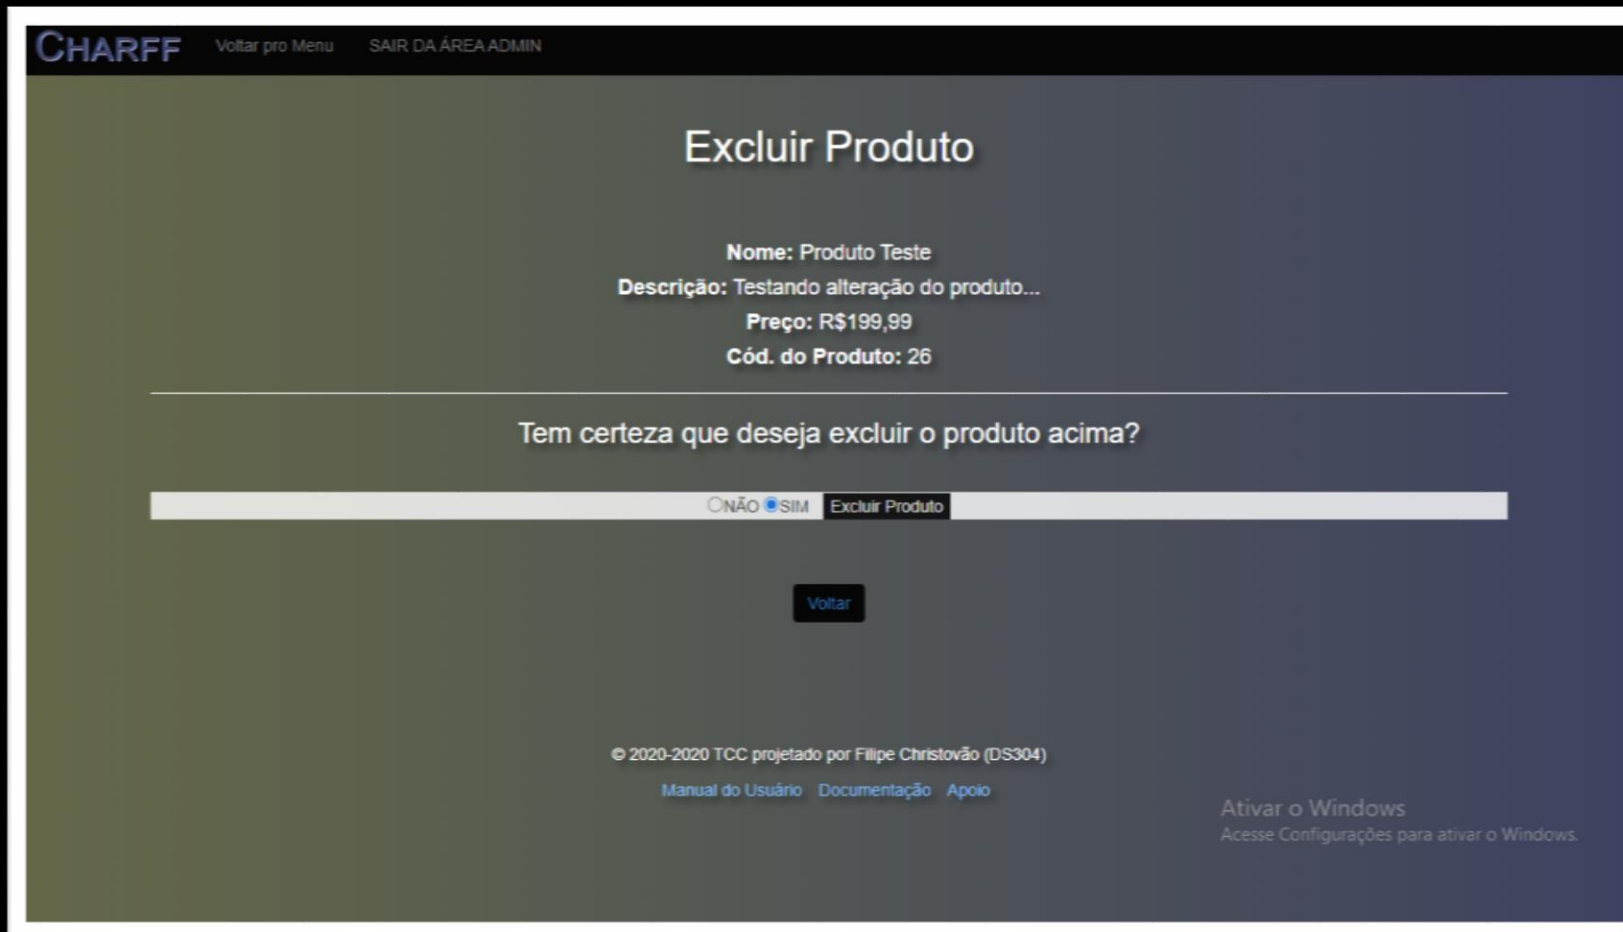 CHARFF Voltar pro Menu SAIR DA ÁREA ADMIN
Excluir Produto
Nome: Produto Teste
Descrição: Testando alteração do produto...
Preço: R$199,99
Cód. do Produto: 26
Tem certeza que deseja excluir o produto acima?
NÃO SIM Excluir Produto
Voltar
© 2020-2020 TCC projetado por Filipe Christovão (DS304)
Manual do Usuário Documentação Apoio
Ativar o Windows
Acesse Configurações para ativar o Windows.